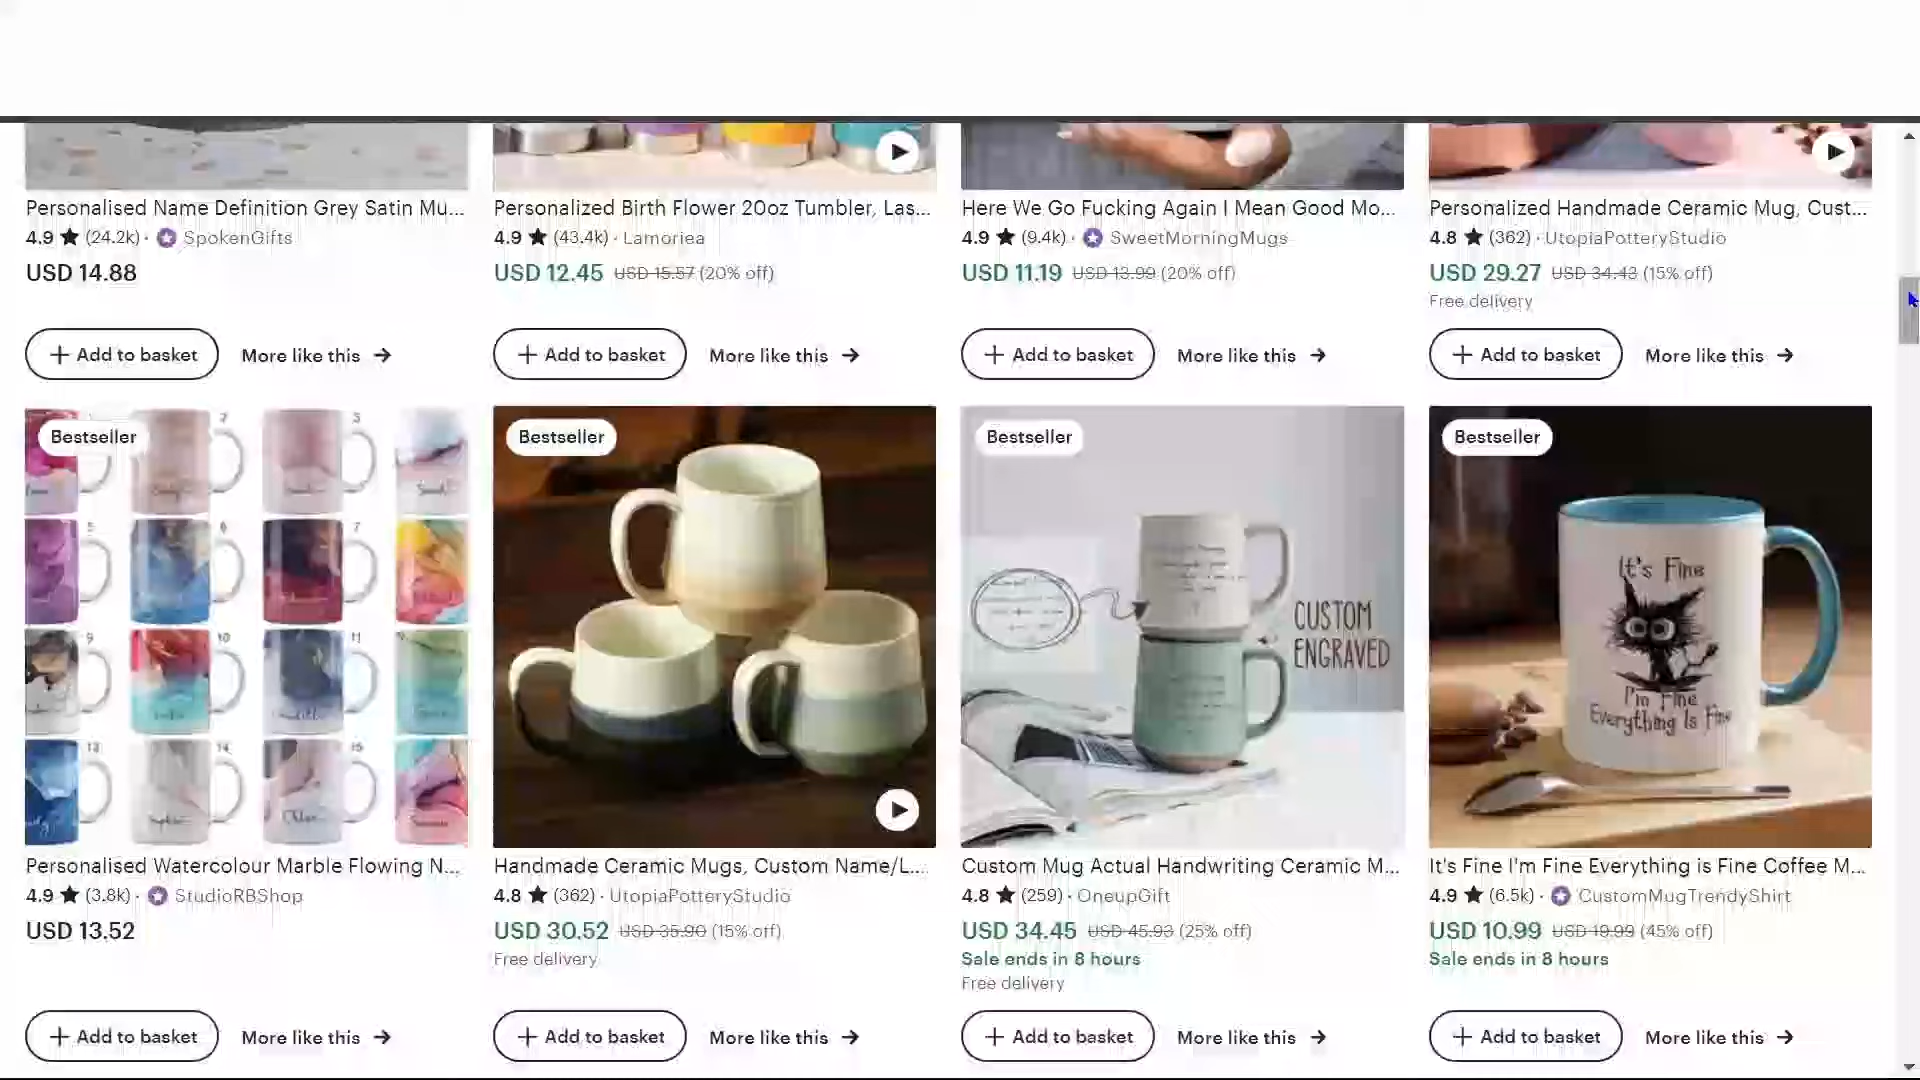 Personalised Name Definition Grey Satin Mu...
4.9 ★ (24.2k) · SpokenGifts
USD 14.88
+ Add to basket
More like this →
Personalized Birth Flower 20oz Tumbler, Las...
4.9 ★ (43.4k) · Lamoriea
USD 12.45 USD 15.57 (20% off)
+ Add to basket
More like this →
Here We Go Fucking Again I Mean Good Mo...
4.9 ★ (9.4k) · SweetMorningMugs
USD 11.19 USD 13.99 (20% off)
+ Add to basket
More like this →
Personalized Handmade Ceramic Mug, Cust...
4.8 ★ (362) · UtopiaPotteryStudio
USD 29.27 USD 34.43 (15% off)
Free delivery
+ Add to basket
More like this →
Bestseller
2
3
5
6
7
9
10
11
13
14
15
Personalised Watercolour Marble Flowing N...
4.9 ★ (3.8k) · StudioRBShop
USD 13.52
+ Add to basket
More like this →
Bestseller
Handmade Ceramic Mugs, Custom Name/L...
4.8 ★ (362) · UtopiaPotteryStudio
USD 30.52 USD 35.90 (15% off)
Free delivery
+ Add to basket
More like this →
Bestseller
CUSTOM
ENGRAVED
Custom Mug Actual Handwriting Ceramic M...
4.8 ★ (259) · OneupGift
USD 34.45 USD 45.93 (25% off)
Sale ends in 8 hours
Free delivery
+ Add to basket
More like this →
Bestseller
It's Fine
I'm Fine
Everything Is Fine
It's Fine I'm Fine Everything is Fine Coffee M...
4.9 ★ (6.5k) · CustomMugTrendyShirt
USD 10.99 USD 19.99 (45% off)
Sale ends in 8 hours
+ Add to basket
More like this →